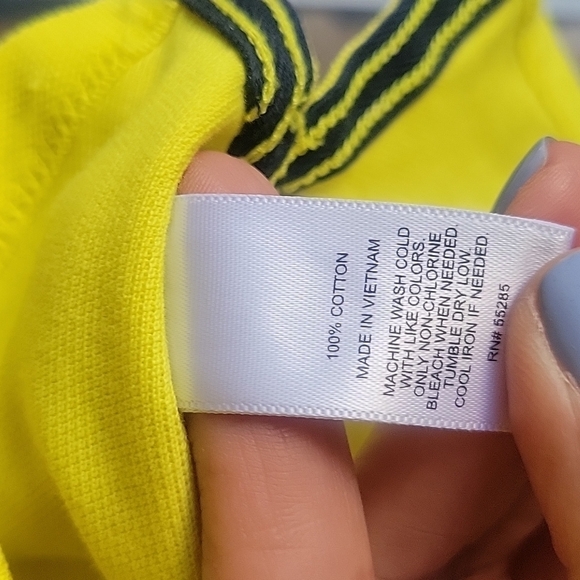 100% COTTON
MADE IN VIETNAM
MACHINE WASH COLD
WITH LIKE COLORS.
ONLY NON-CHLORINE
BLEACH WHEN NEEDED
TUMBLE DRY LOW.
COOL IRON IF NEEDED
RN# 55285